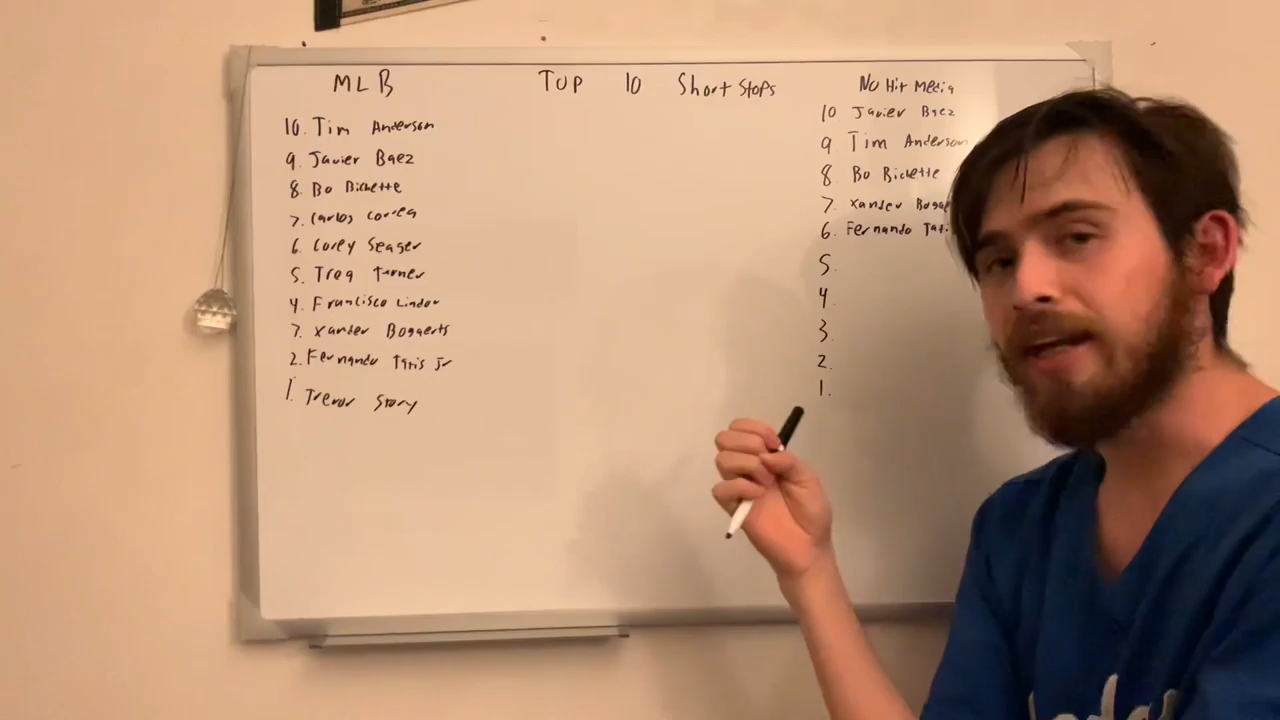 MLB
Top 10 Short Stops
10. Tim Anderson
9. Javier Baez
8. Bo Bichette
7. Carlos Correa
6. Corey Seager
5. Trea Turner
4. Francisco Lindor
3. Xander Bogaerts
2. Fernando Tatis Jr
1. Trevor Story
No Hit Media
10 Javier Baez
9 Tim Anderson
8 Bo Bichette
7. Xander
6. Fernando
5.
4
3.
2.
1.